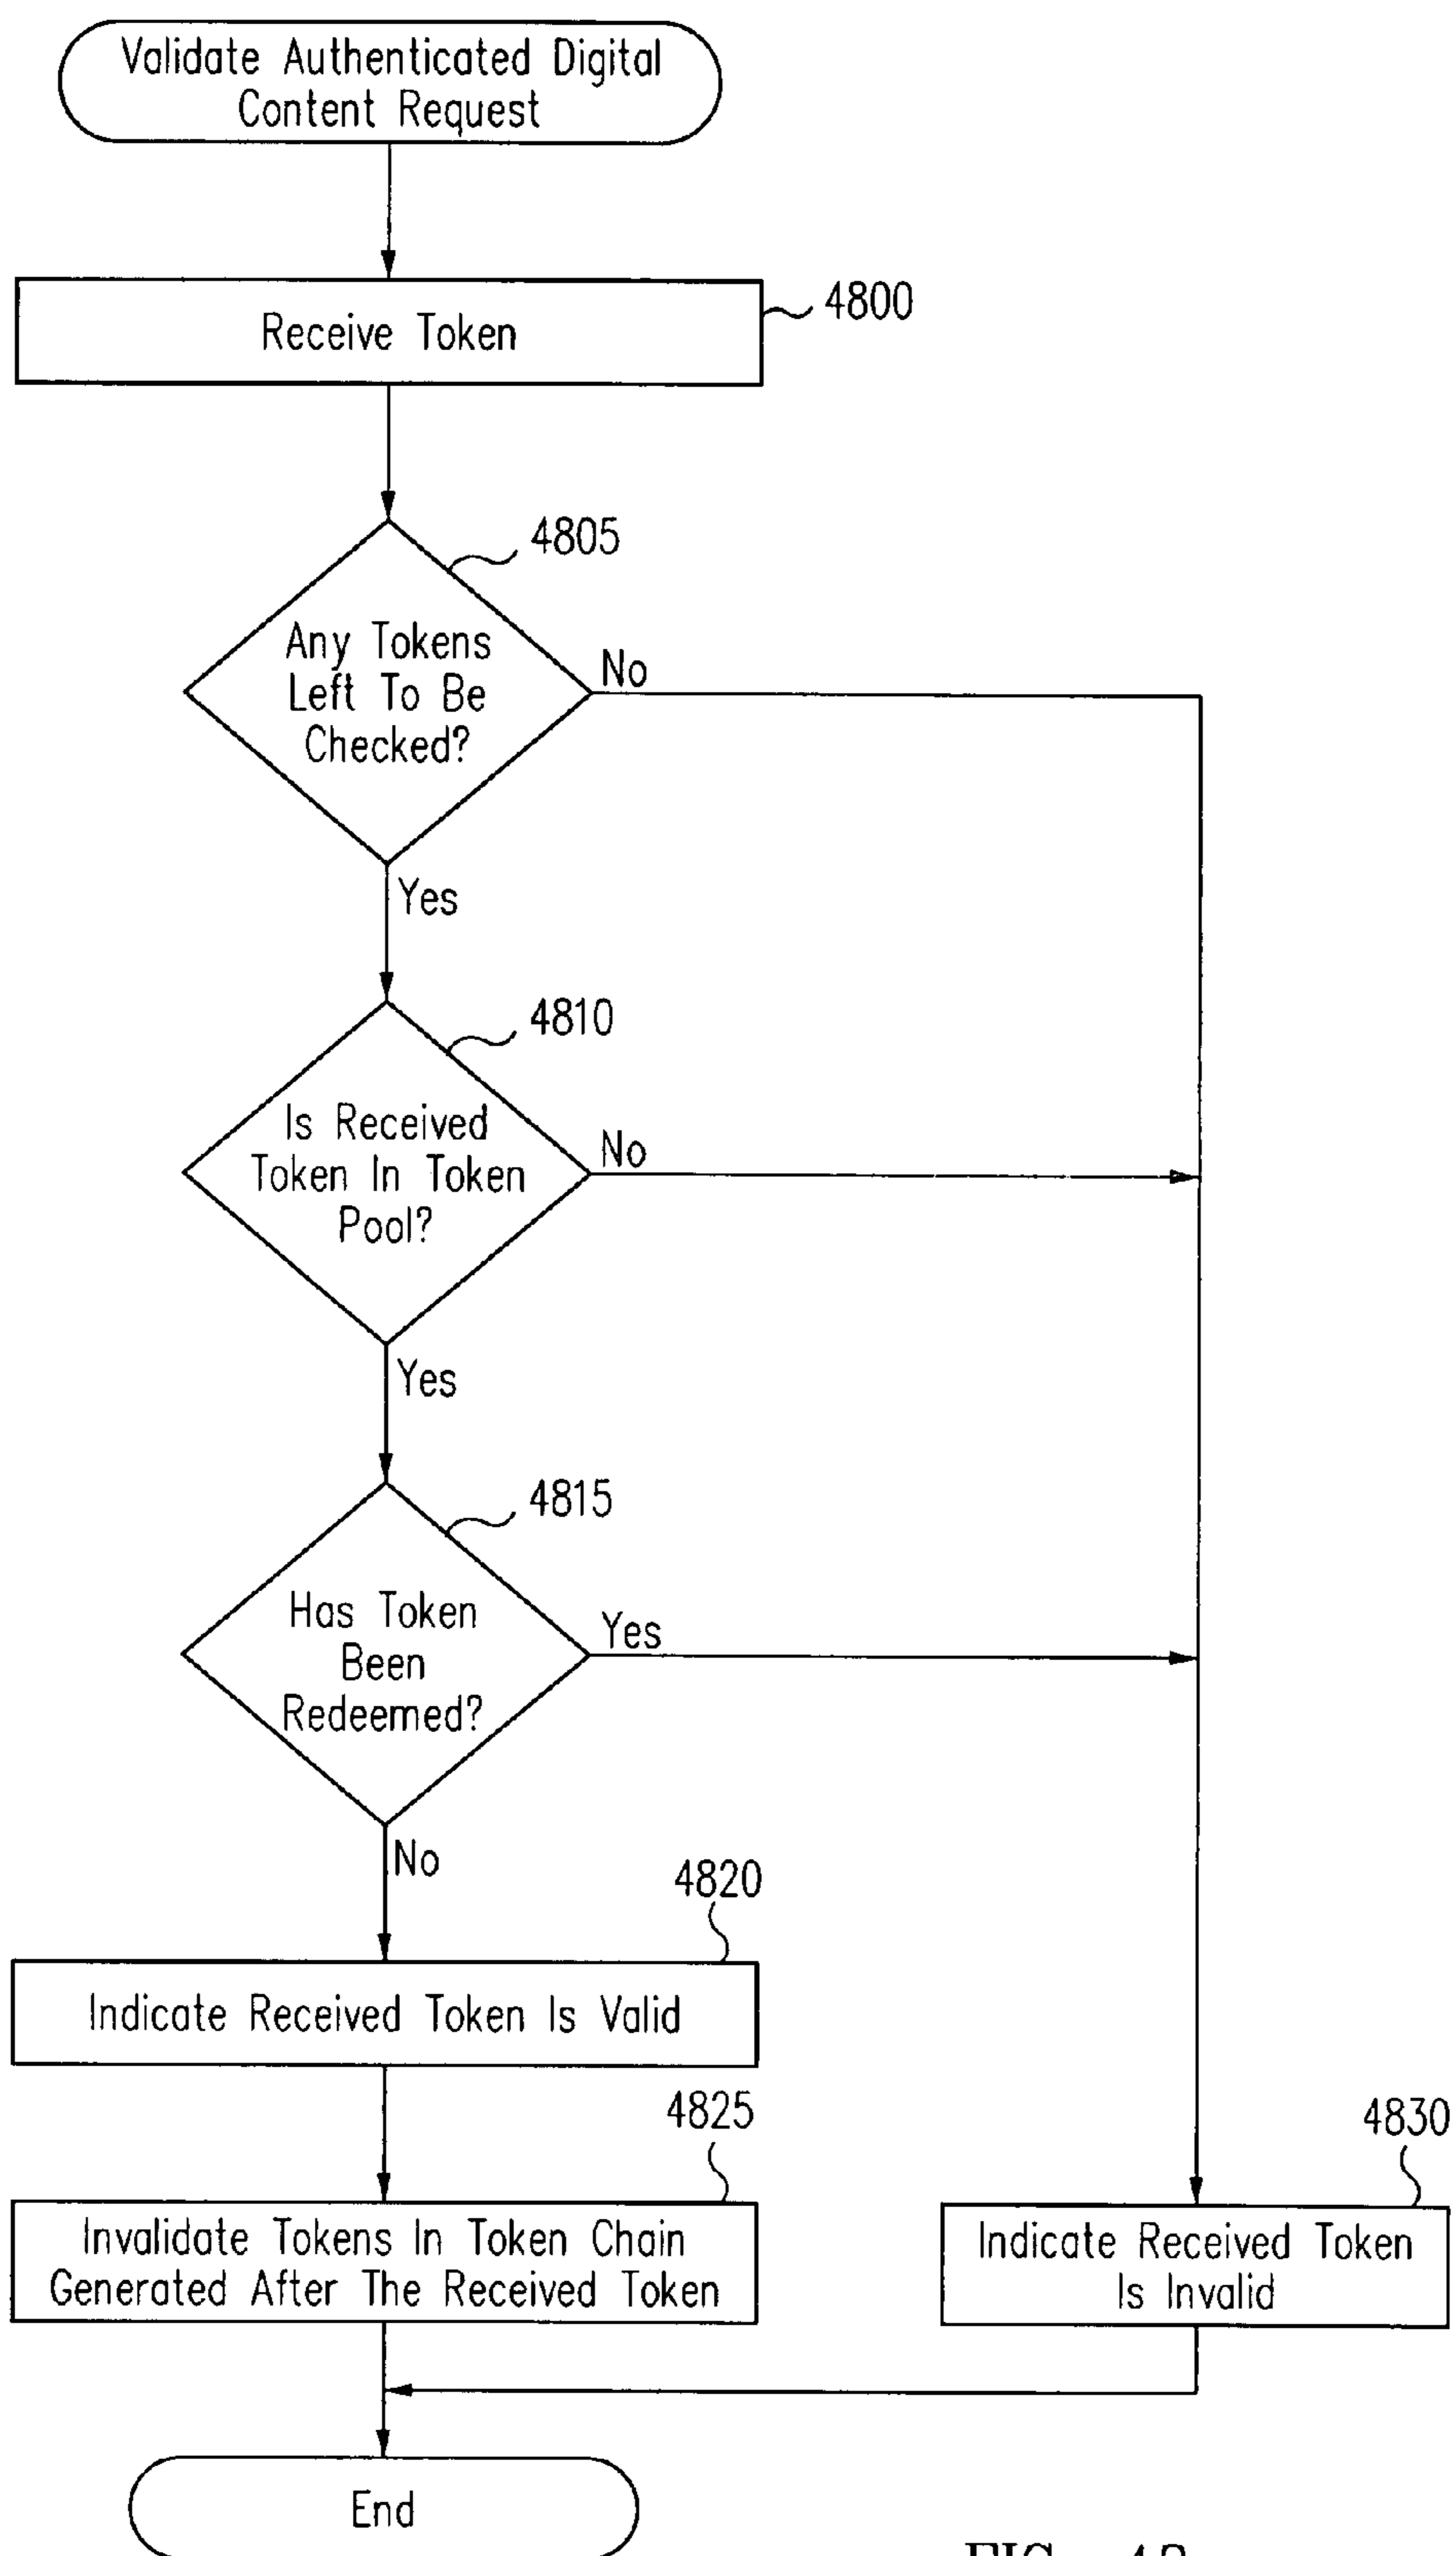 Validate Authenticated Digital
Content Request
Receive Token
4800
4805
Any Tokens
Left To Be
Checked?
No
Yes
4810
Is Received
Token In Token
Pool?
No
Yes
4815
Has Token
Been
Redeemed?
Yes
No
4820
Indicate Received Token Is Valid
4825
Invalidate Tokens In Token Chain
Generated After The Received Token
4830
Indicate Received Token
Is Invalid
End
FIG.